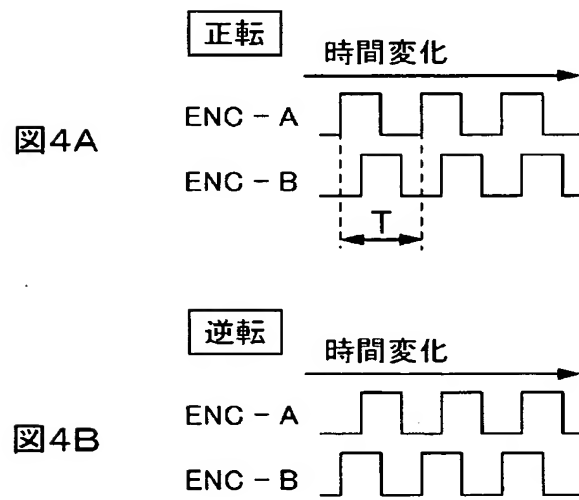 正転
時間変化
図4A
ENC - A
ENC - B
T
逆転
時間変化
図4B
ENC - A
ENC - B